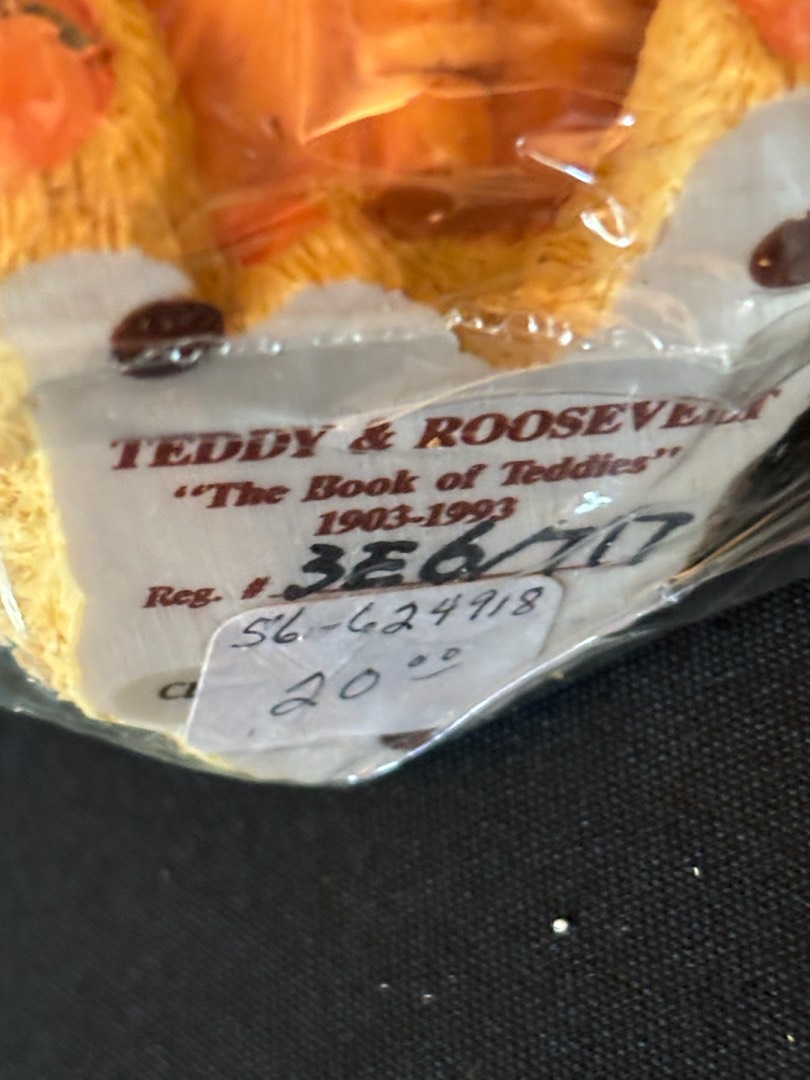 TEDDY & ROOSEVELT
"The Book of Teddies"
1903-1993
Reg. # 3E6/717
56-624918
20 00